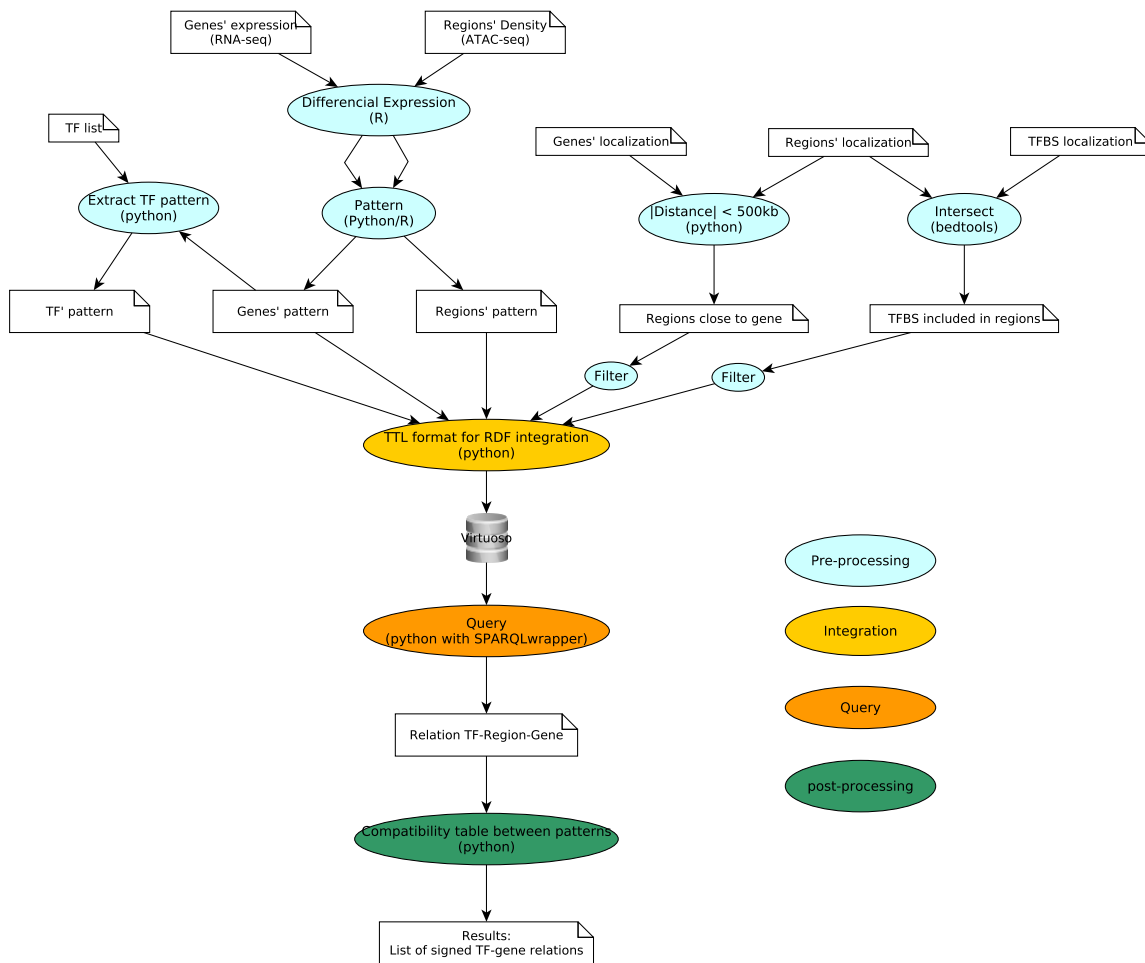 Genes' expression
(RNA-seq)
Regions' Density
(ATAC-seq)
Differencial Expression
(R)
TF list
Genes' localization
Regions' localization
TFBS localization
Extract TF pattern
(python)
Pattern
(Python/R)
|Distance| < 500kb
(python)
Intersect
(bedtools)
TF' pattern
Genes' pattern
Regions' pattern
Regions close to gene
TFBS included in regions
Filter
Filter
TTL format for RDF integration
(python)
Virtuoso
Pre-processing
Query
(python with SPARQLwrapper)
Integration
Relation TF-Region-Gene
Query
Compatibility table between patterns
(python)
post-processing
Results:
List of signed TF-gene relations